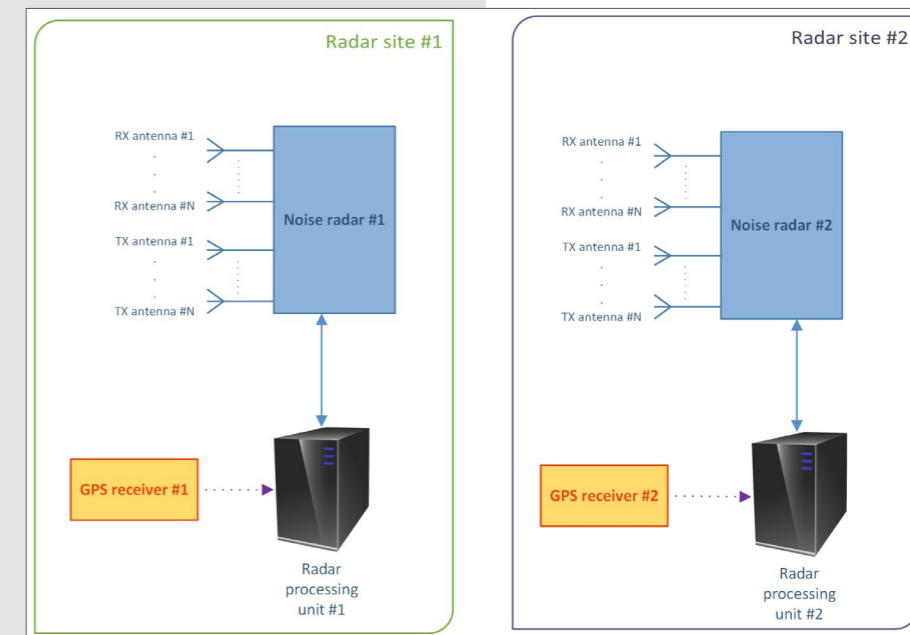 Radar site #1
RX antenna #1
RX antenna #N
TX antenna #1
TX antenna #N
Noise radar #1
GPS receiver #1
Radar
processing
unit #1
Radar site #2
RX antenna #1
RX antenna #N
TX antenna #1
TX antenna #N
Noise radar #2
GPS receiver #2
Radar
processing
unit #2